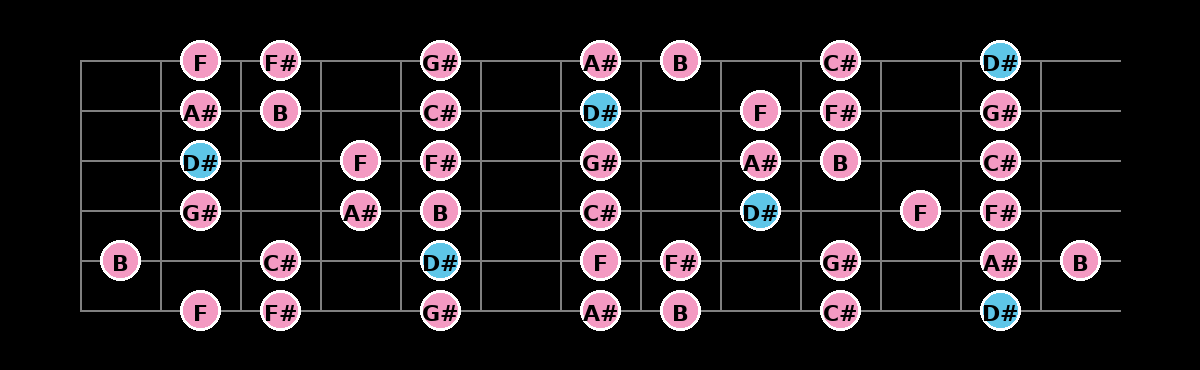 F F# G# A# B C# D#
A# B C# D# F F# G#
D# F F# G# A# B C#
G# A# B C# D# F F#
B C# D# F F# G# A# B
F F# G# A# B C# D#